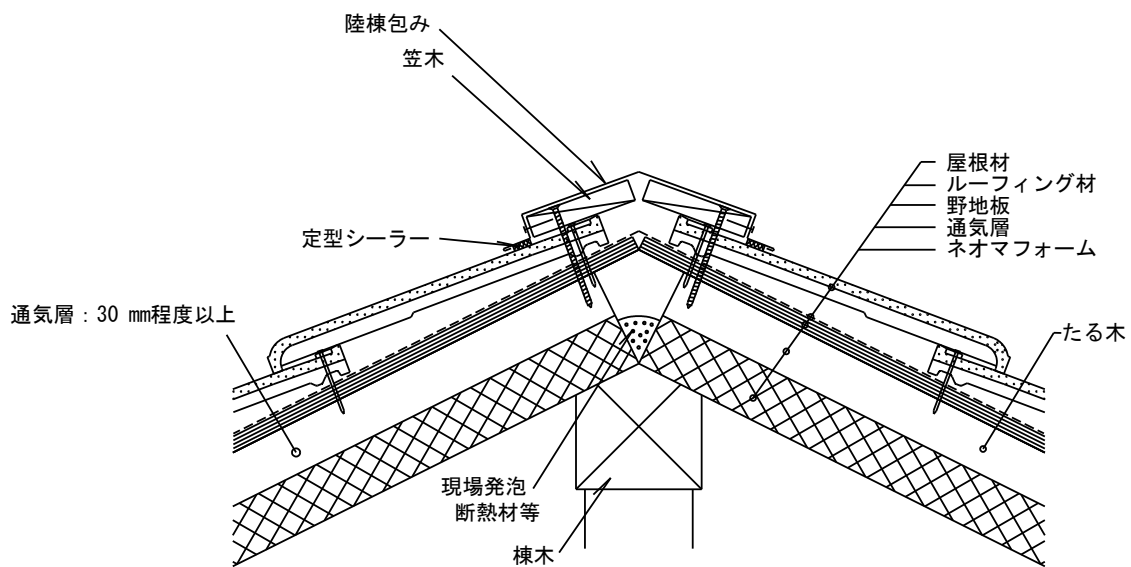 陸棟包み
笠木
屋根材
ルーフィング材
野地板
通気層
ネオマフォーム
定型シーラー
通気層：30 mm程度以上
たる木
現場発泡
断熱材等
棟木